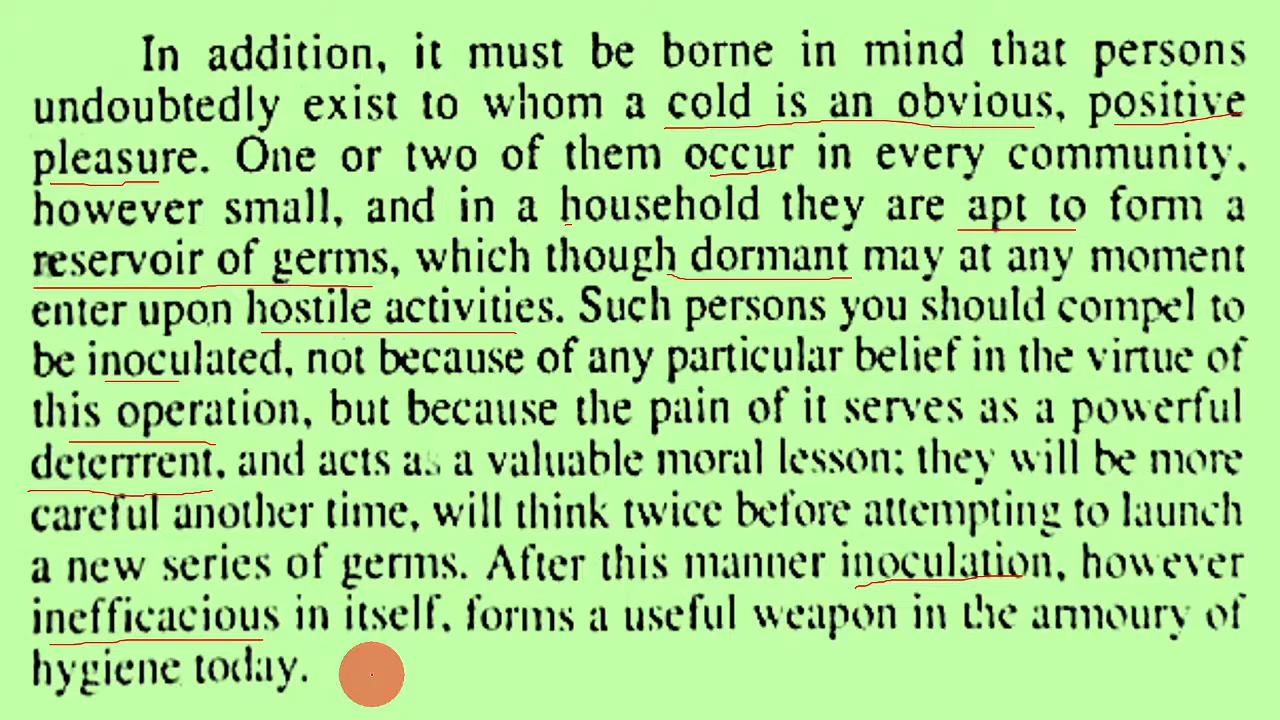 In addition, it must be borne in mind that persons
undoubtedly exist to whom a cold is an obvious, positive
pleasure. One or two of them occur in every community,
however small, and in a household they are apt to form a
reservoir of germs, which though dormant may at any moment
enter upon hostile activities. Such persons you should compel to
be inoculated, not because of any particular belief in the virtue of
this operation, but because the pain of it serves as a powerful
deterrrent, and acts as a valuable moral lesson; they will be more
careful another time, will think twice before attempting to launch
a new series of germs. After this manner inoculation, however
inefficacious in itself, forms a useful weapon in the armoury of
hygiene today.